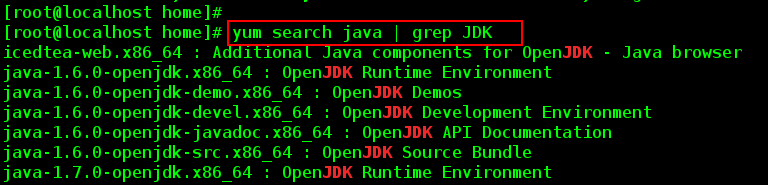 [root@localhost home]#
[root@localhost home]# yum search java | grep JDK
icedtea-web.x86_64 : Additional Java components for OpenJDK - Java browser
java-1.6.0-openjdk.x86_64 : OpenJDK Runtime Environment
java-1.6.0-openjdk-demo.x86_64 : OpenJDK Demos
java-1.6.0-openjdk-devel.x86_64 : OpenJDK Development Environment
java-1.6.0-openjdk-javadoc.x86_64 : OpenJDK API Documentation
java-1.6.0-openjdk-src.x86_64 : OpenJDK Source Bundle
java-1.7.0-openjdk.x86_64 : OpenJDK Runtime Environment